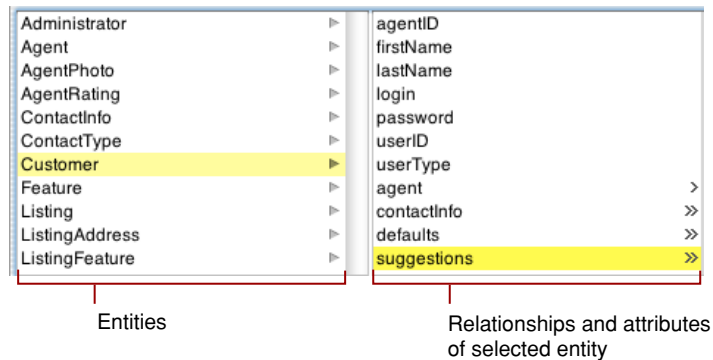 Administrator
Agent
AgentPhoto
AgentRating
ContactInfo
ContactType
Customer
Feature
Listing
ListingAddress
ListingFeature
agentID
firstName
lastName
login
password
userID
userType
agent >
contactInfo »
defaults »
suggestions »
Entities
Relationships and attributes
of selected entity